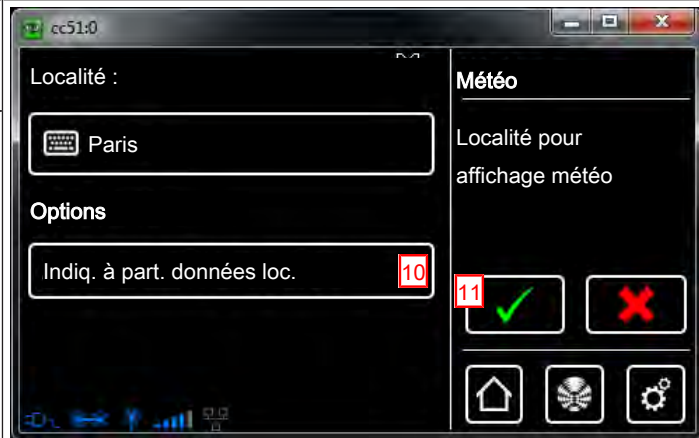 cc51:0
Localité :
Paris
Options
Indiq. à part. données loc.
10
Météo
Localité pour
affichage météo
11